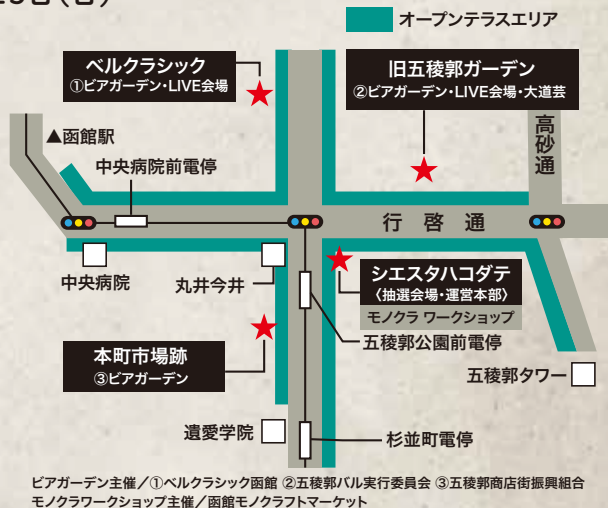 オープンテラスエリア
ベルクラシック
①ビアガーデン・LIVE会場
旧五稜郭ガーデン
②ビアガーデン・LIVE会場・大道芸
▲函館駅
高砂通
中央病院前電停
行啓通
中央病院
丸井今井
シエスタハコダテ
〈抽選会場・運営本部〉
モノクラ ワークショップ
五稜郭公園前電停
本町市場跡
③ビアガーデン
五稜郭タワー
遺愛学院
杉並町電停
ビアガーデン主催／①ベルクラシック函館 ②五稜郭バル実行委員会 ③五稜郭商店街振興組合
モノクラワークショップ主催／函館モノクラフトマーケット